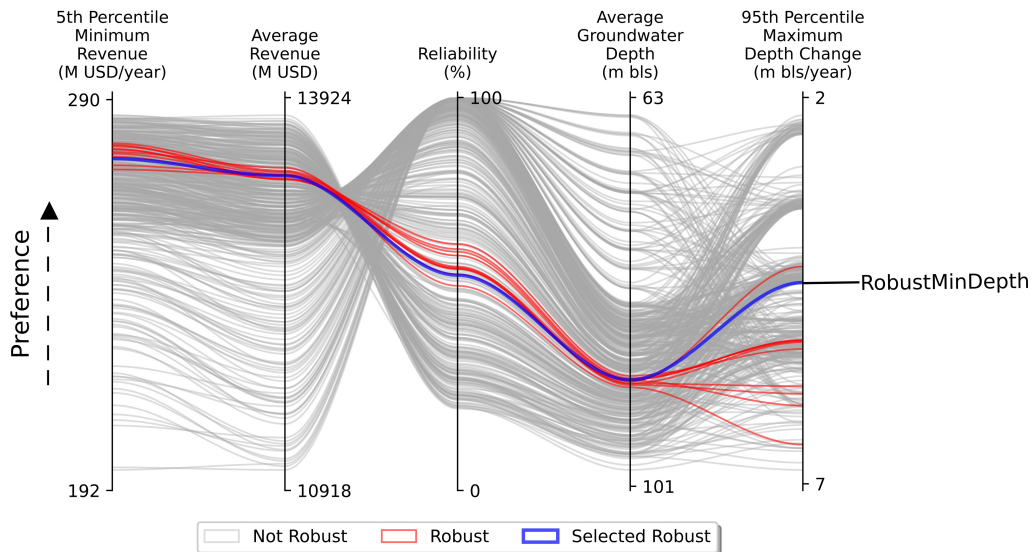 5th Percentile
Minimum
Revenue
(M USD/year)
Average
Revenue
(M USD)
Reliability
(%)
Average
Groundwater
Depth
(m bls)
95th Percentile
Maximum
Depth Change
(m bls/year)
290
13924
100
63
2
Preference
RobustMinDepth
192
10918
0
101
7
Not Robust
Robust
Selected Robust